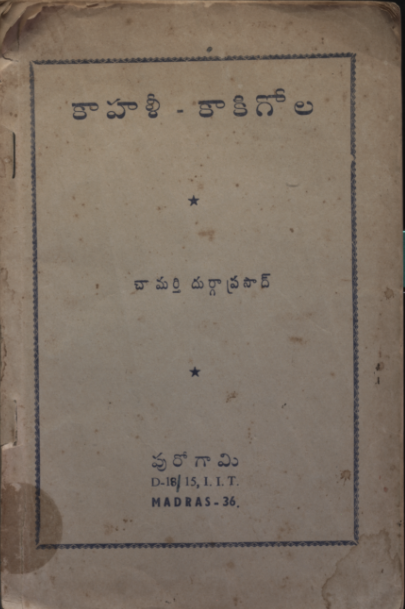 కాహళీ - కాకిగోల
చామర్తి దుర్గాప్రసాద్
పురోగామి
D-18/15, I. I. T.
MADRAS-36.